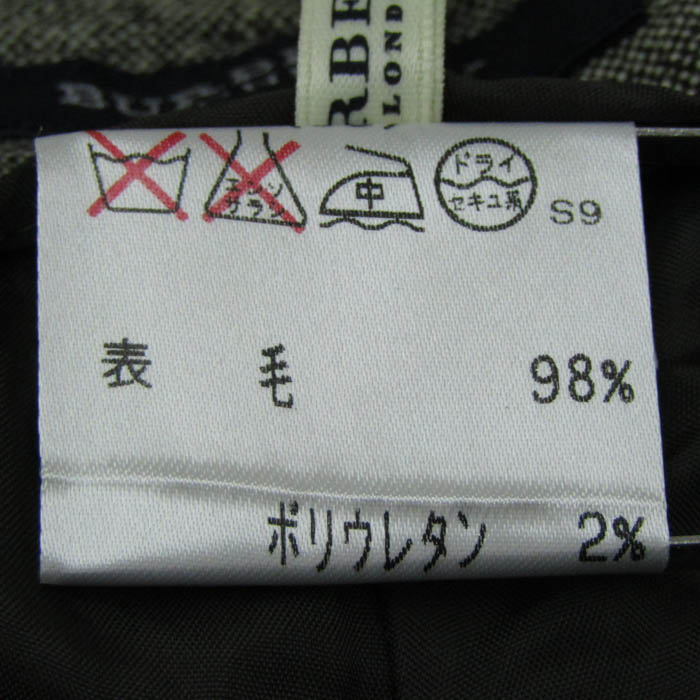 BURBE
RBE
LOND
エンソ
サラシ
中
ドライ
セキユ系
S9
表 毛 98%
ポリウレタン 2%